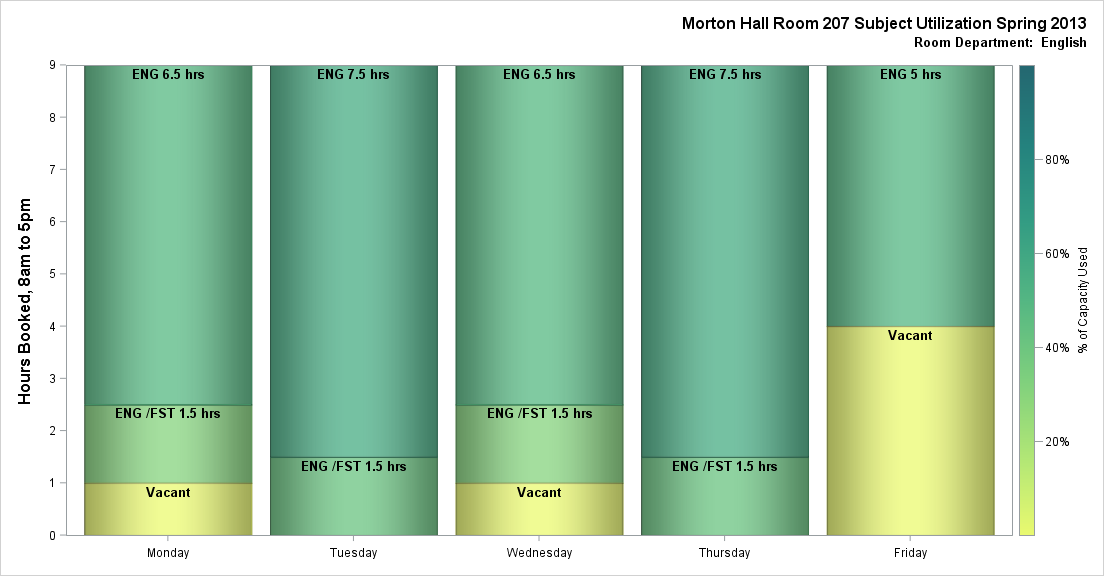 Morton Hall Room 207 Subject Utilization Spring 2013
Room Department: English
Hours Booked, 8am to 5pm
9
8
7
6
5
4
3
2
1
0
ENG 6.5 hrs
ENG /FST 1.5 hrs
Vacant
ENG 7.5 hrs
ENG /FST 1.5 hrs
ENG 6.5 hrs
ENG /FST 1.5 hrs
Vacant
ENG 7.5 hrs
ENG /FST 1.5 hrs
ENG 5 hrs
Vacant
Monday
Tuesday
Wednesday
Thursday
Friday
80%
60%
40%
20%
% of Capacity Used